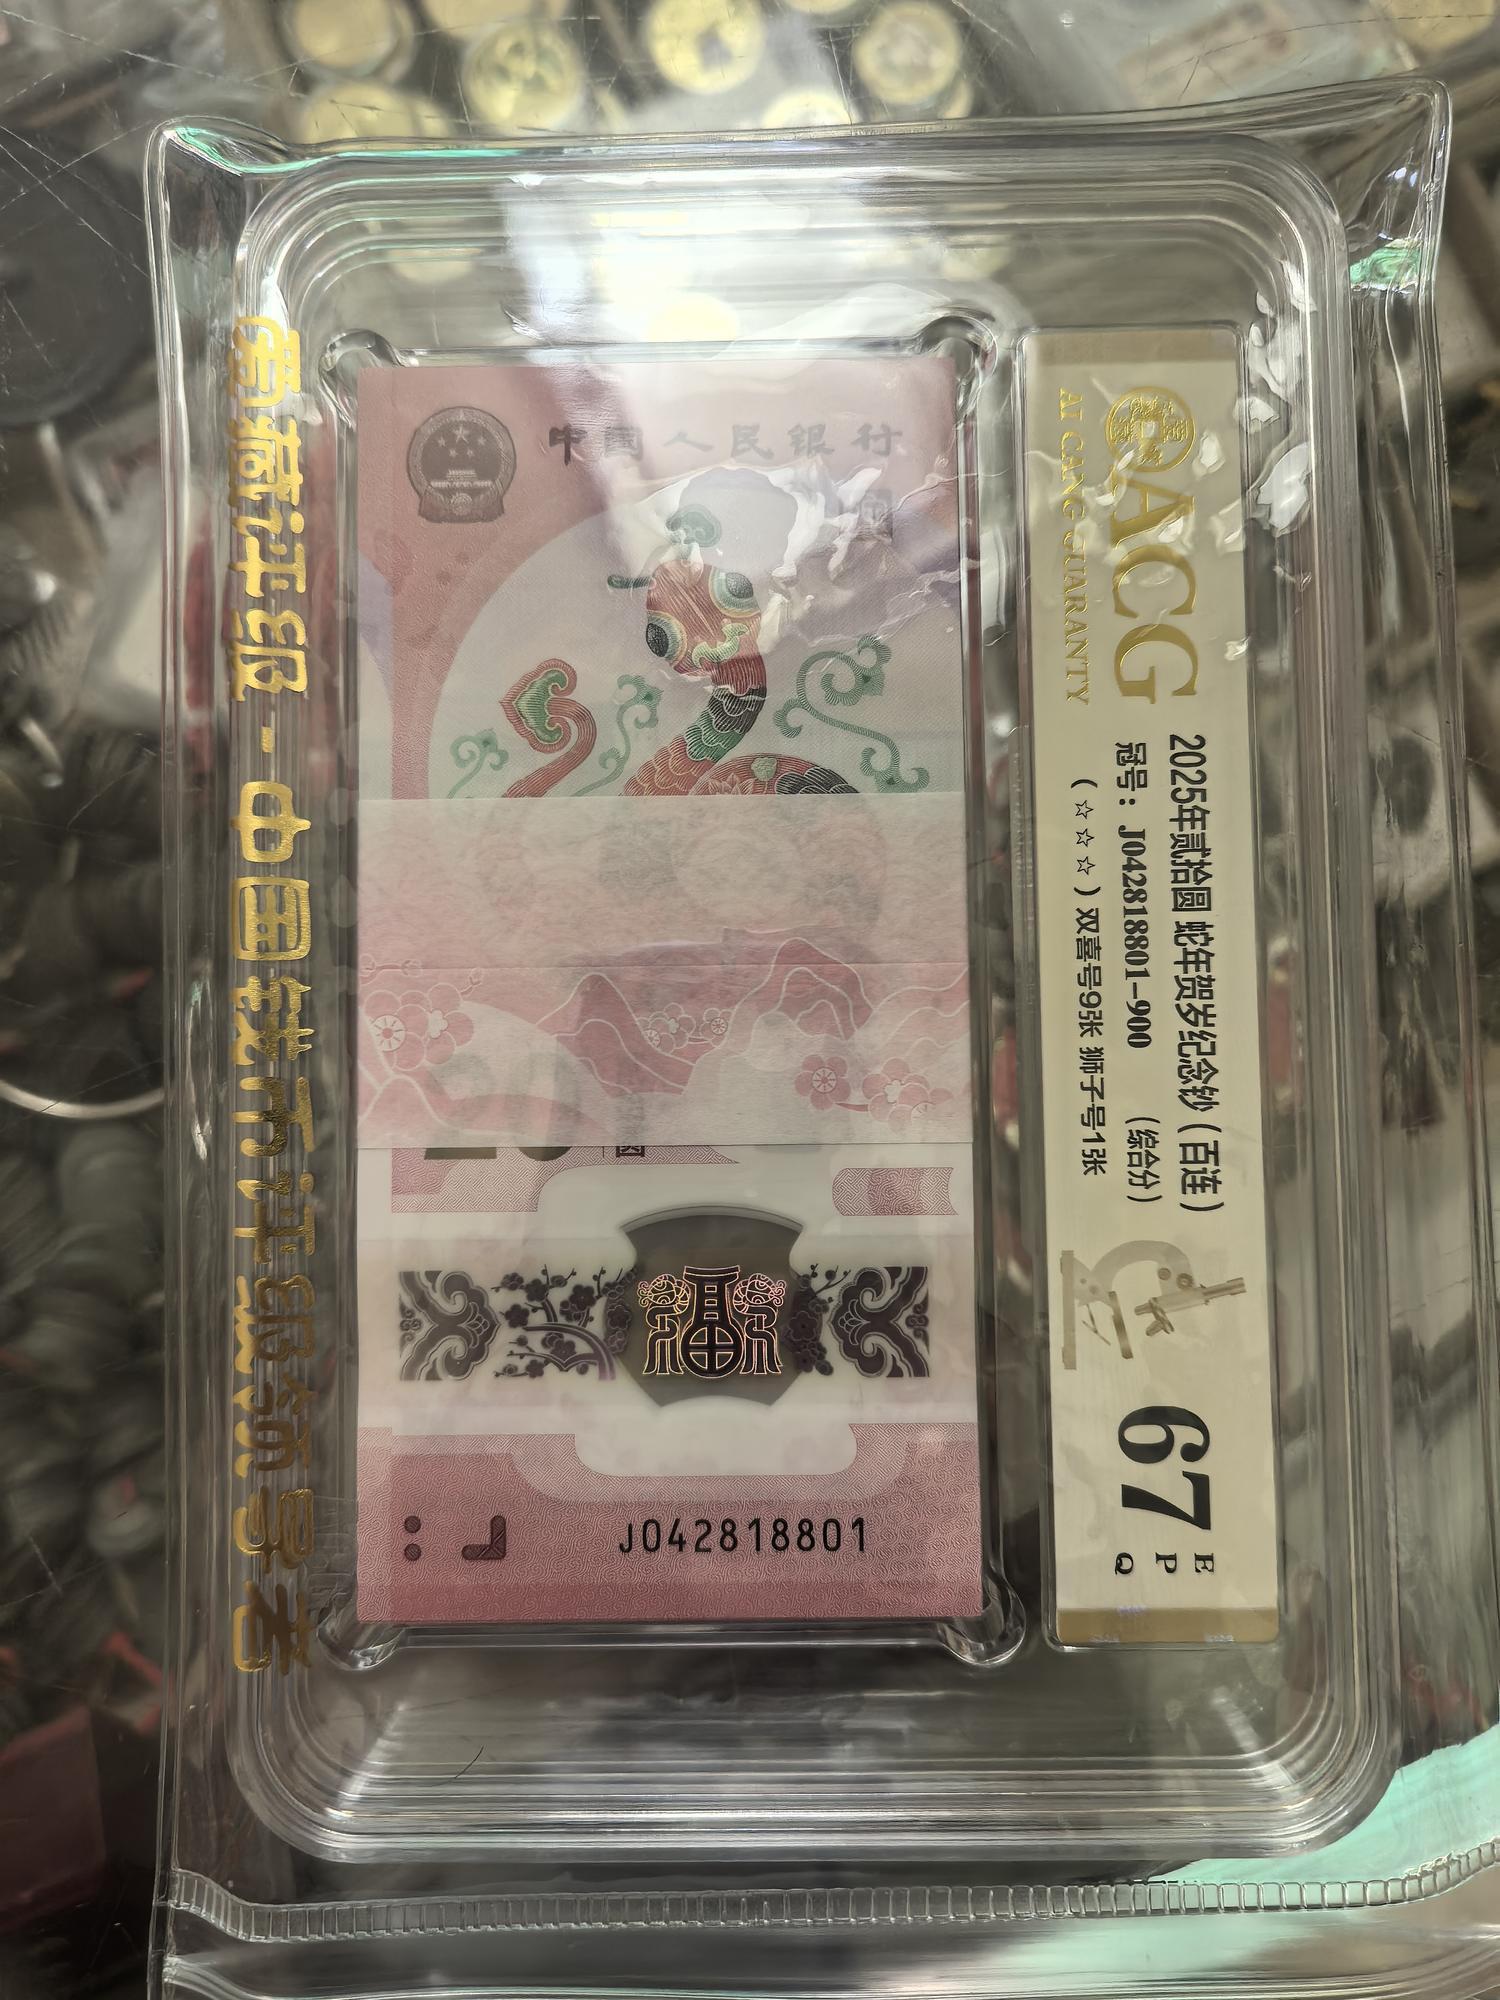 爱藏评级-中国钱币评级领导者
中国人民银行
J042818801
ACG
AI CANG GUARANTY
2025年贰拾圆 蛇年贺岁纪念钞（百连）
冠号：J042818801-900 （综合分）
（☆☆☆）双喜号9张 狮子号1张
67
E
P
Q